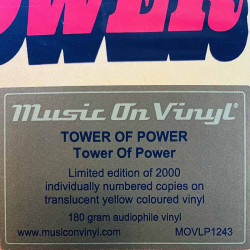 OWER
Music On Vinyl®
TOWER OF POWER
Tower Of Power
Limited edition of 2000
individually numbered copies on
translucent yellow coloured vinyl
180 gram audiophile vinyl
www.musiconvinyl.com MOVLP1243